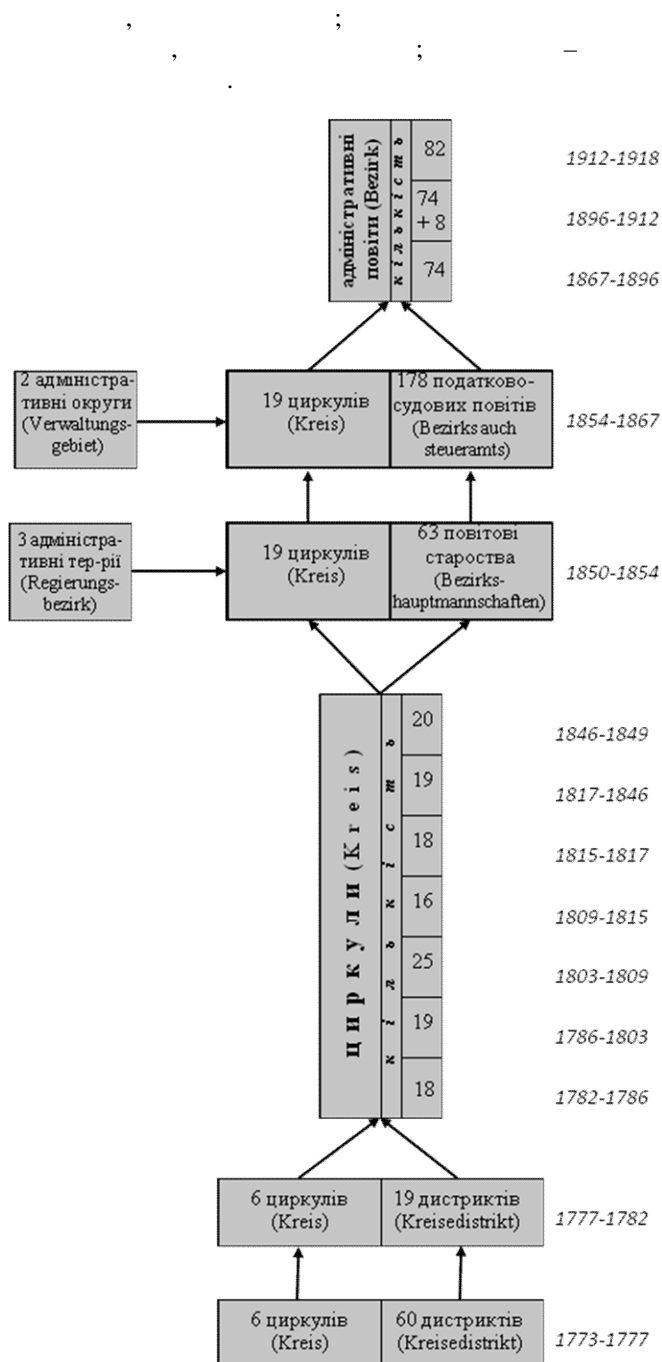 , ;
, ; –
.
адміністративні
повіти (Bezirk)
кількість
82
74
+ 8
74
1912-1918
1896-1912
1867-1896
2 адміністра-
тивні округи
(Verwaltungs-
gebiet)
19 циркулів
(Kreis)
178 податково-
судових повітів
(Bezirks auch
steueramts)
1854-1867
3 адміністра-
тивні тер-рії
(Regierungs-
bezirk)
19 циркулів
(Kreis)
63 повітові
староства
(Bezirks-
hauptmannschaften)
1850-1854
циркули (Kreis)
кількість
20
19
18
16
25
19
18
1846-1849
1817-1846
1815-1817
1809-1815
1803-1809
1786-1803
1782-1786
6 циркулів
(Kreis)
19 дистриктів
(Kreisedistrikt)
1777-1782
6 циркулів
(Kreis)
60 дистриктів
(Kreisedistrikt)
1773-1777